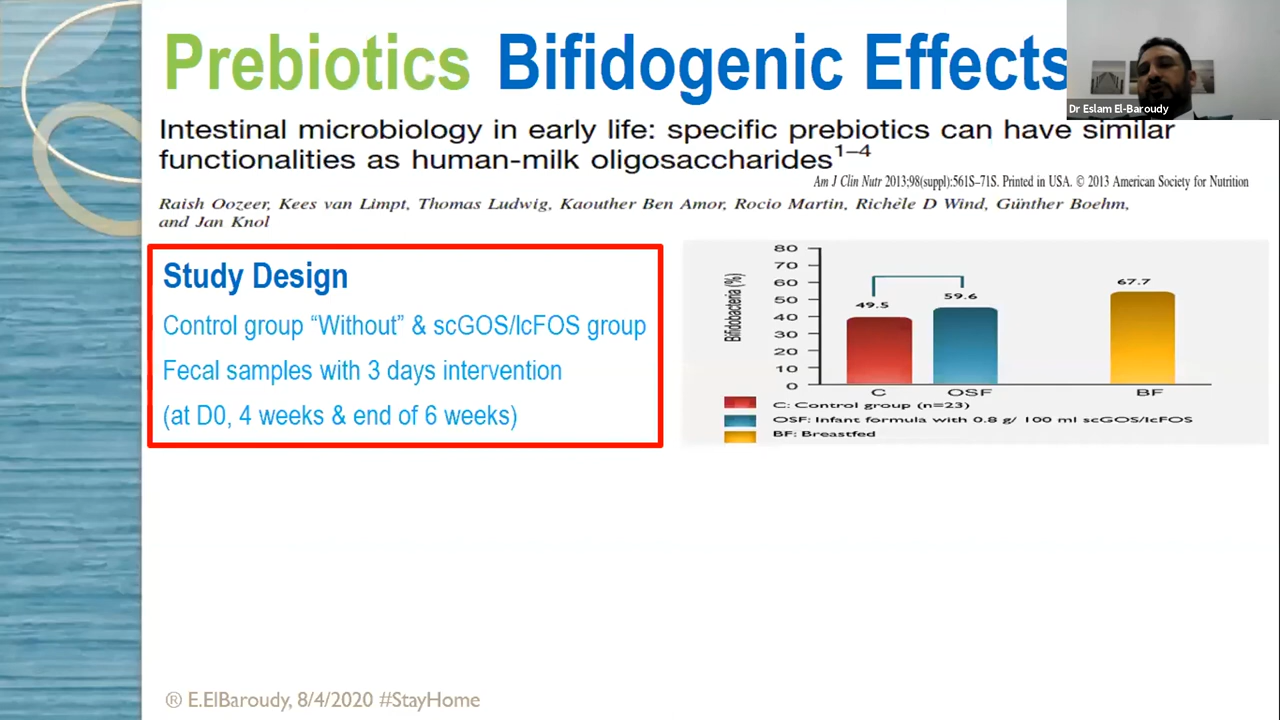 Prebiotics Bifidogenic Effects
Dr Eslam El-Baroudy
Intestinal microbiology in early life: specific prebiotics can have similar
functionalities as human-milk oligosaccharides1–4
Am J Clin Nutr 2013;98(suppl):561S–71S. Printed in USA. © 2013 American Society for Nutrition
Raish Oozeer, Kees van Limpt, Thomas Ludwig, Kaouther Ben Amor, Rocio Martin, Richèle D Wind, Günther Boehm,
and Jan Knol
Study Design
Control group “Without” & scGOS/lcFOS group
Fecal samples with 3 days intervention
(at D0, 4 weeks & end of 6 weeks)
Bifidobacteria (%)
80
70
60
50
40
30
20
10
0
49.5
59.6
67.7
C OSF BF
C: Control group (n=23)
OSF: Infant formula with 0.8 g/ 100 ml scGOS/lcFOS
BF: Breastfed
® E.ElBaroudy, 8/4/2020 #StayHome